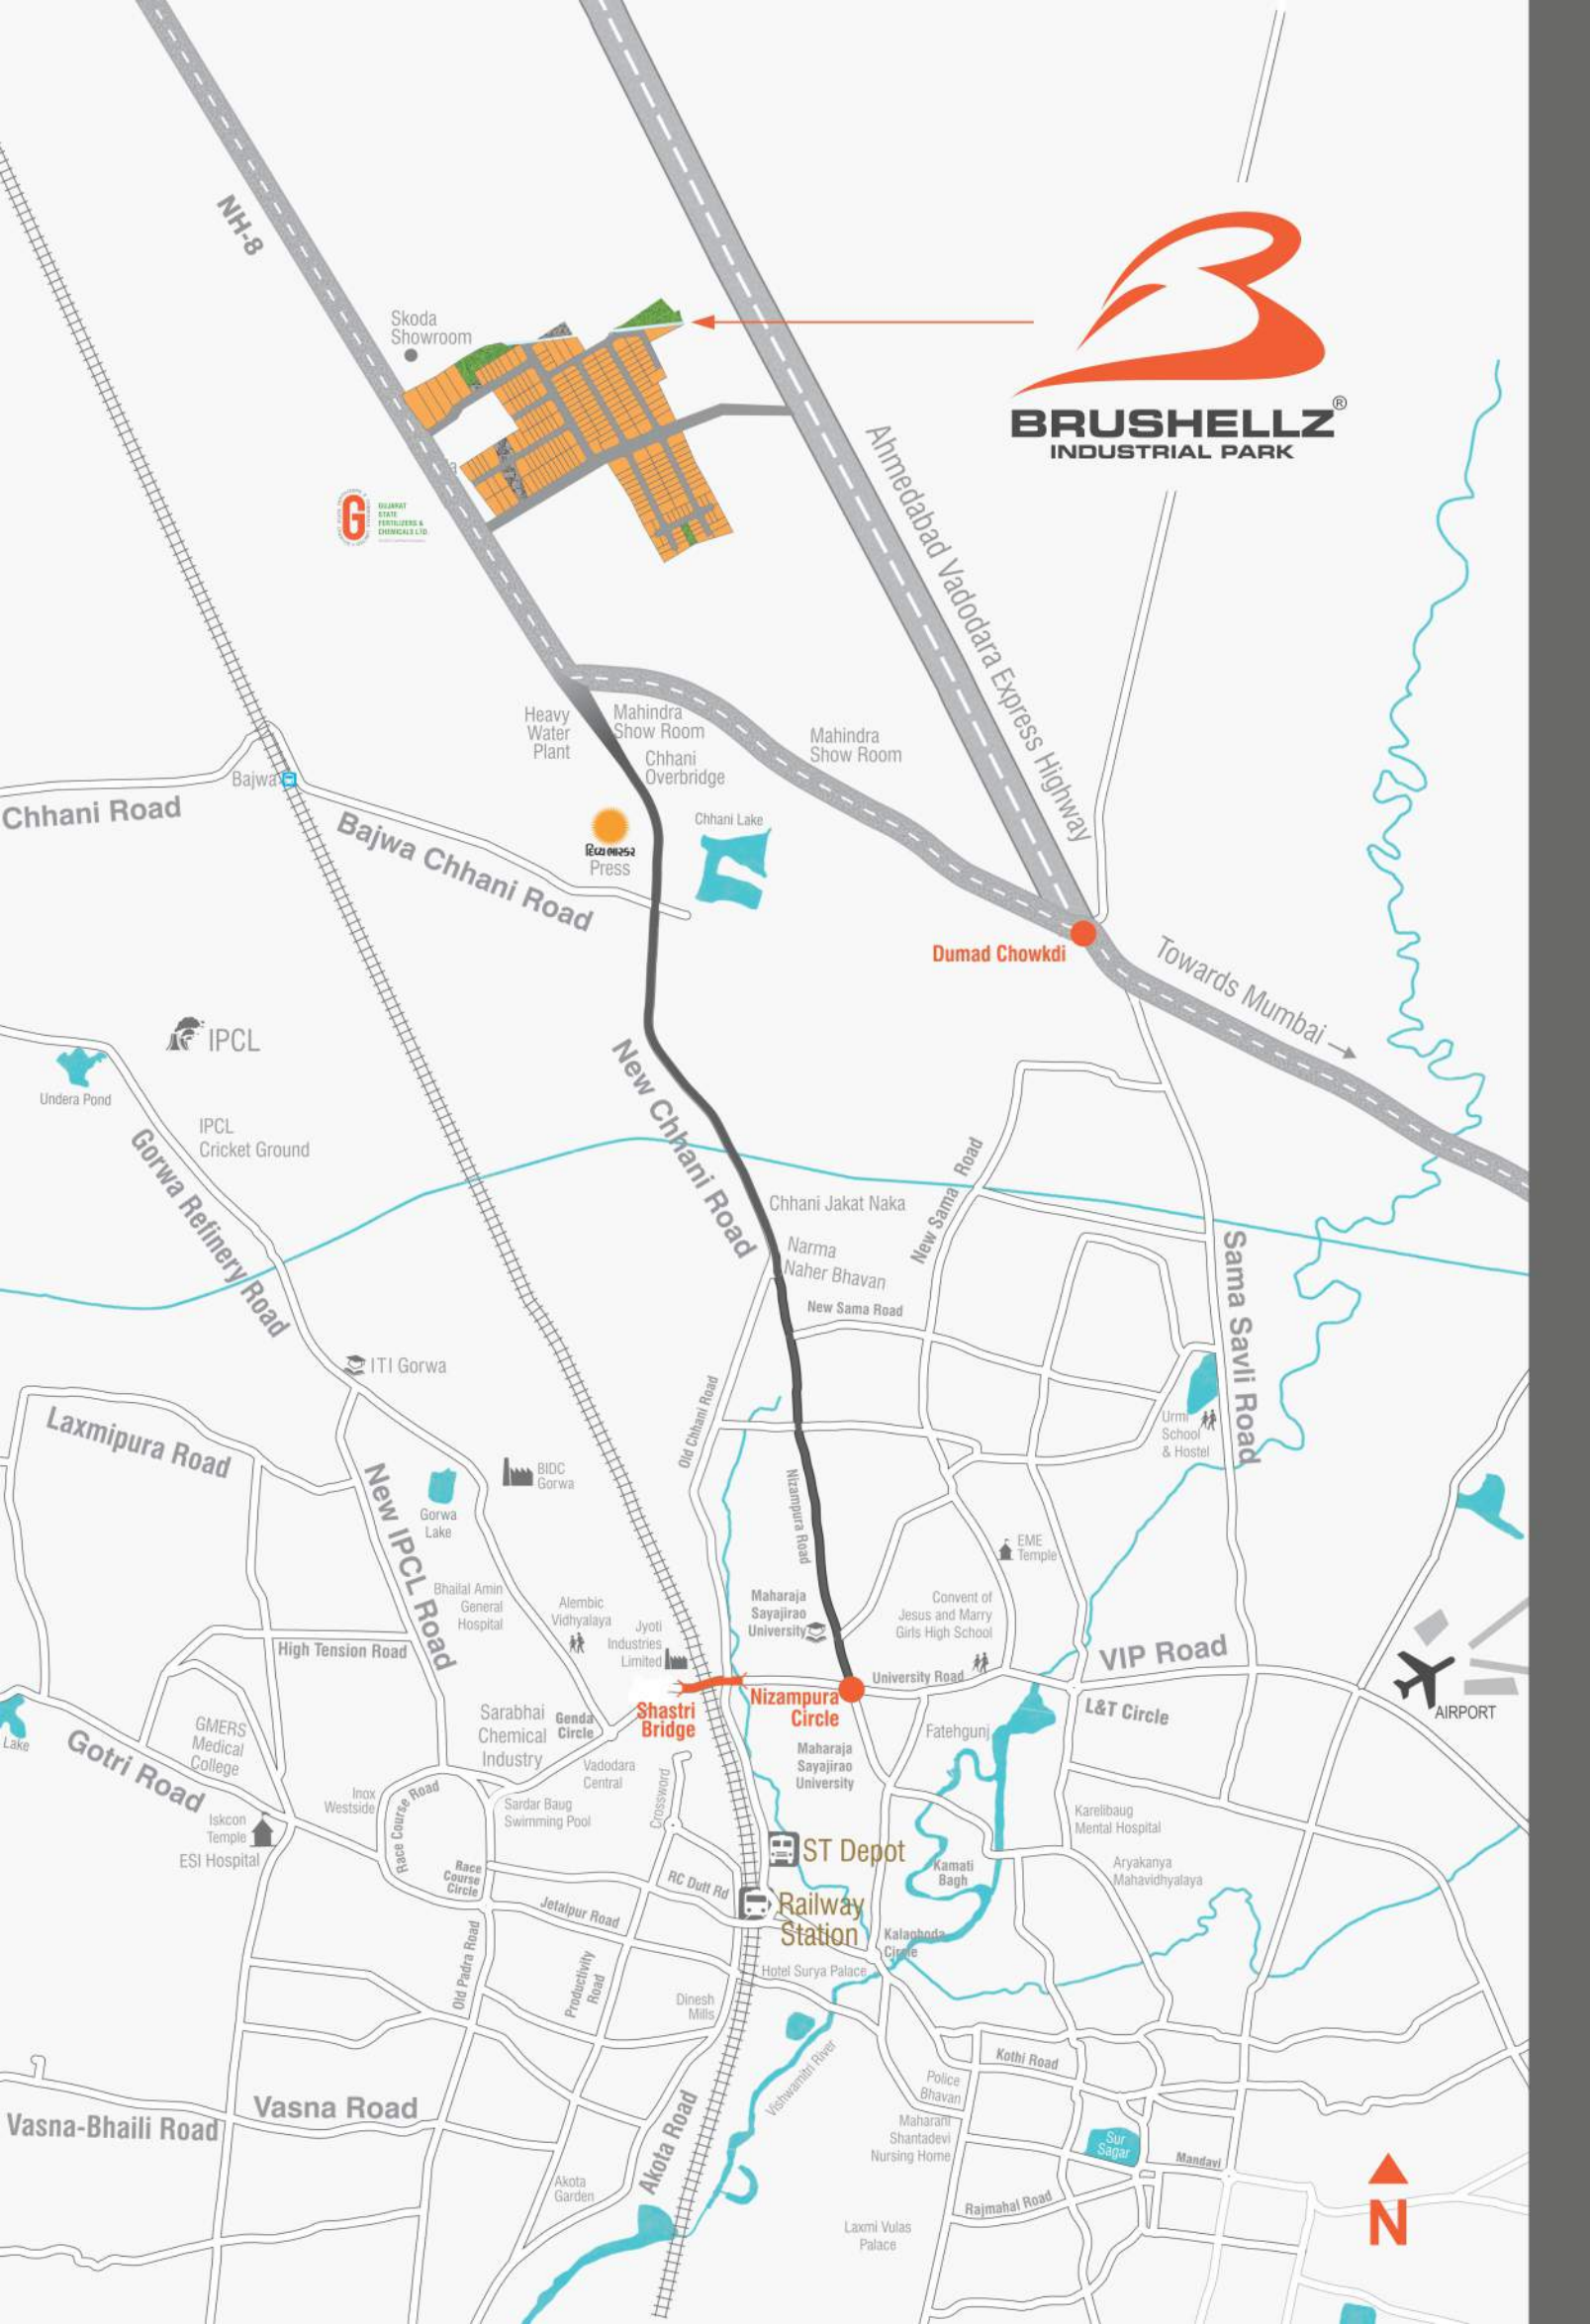 NH-8
Skoda
Showroom
BRUSHELLZ®
INDUSTRIAL PARK
G
GUJARAT
STATE
FERTILIZERS &
CHEMICALS LTD.
Ahmedabad Vadodara Express Highway
Heavy
Water
Plant
Mahindra
Show Room
Chhani
Overbridge
Mahindra
Show Room
Bajwa
Chhani Road
Bajwa Chhani Road
દિવ્ય ભાસ્કર
Press
Chhani Lake
Dumad Chowkdi
Towards Mumbai
IPCL
Undera Pond
IPCL
Cricket Ground
Gorwa Refinery Road
New Chhani Road
Chhani Jakat Naka
New Sama Road
Narma
Naher Bhavan
New Sama Road
Sama Savli Road
ITI Gorwa
Laxmipura Road
Old Chhani Road
Urmi
School
& Hostel
New IPCL Road
BIDC
Gorwa
Gorwa
Lake
Nizampura Road
EME
Temple
Bhailal Amin
General
Hospital
Alembic
Vidhyalaya
Jyoti
Industries
Limited
Maharaja
Sayajirao
University
Convent of
Jesus and Marry
Girls High School
High Tension Road
University Road
VIP Road
L&T Circle
AIRPORT
Shastri
Bridge
Nizampura
Circle
Sarabhai
Chemical
Industry
Genda
Circle
Fatehgunj
Lake
Gotri Road
GMERS
Medical
College
Maharaja
Sayajirao
University
Vadodara
Central
Inox
Westside
Race Course Road
Sardar Baug
Swimming Pool
Crossword
Karelibaug
Mental Hospital
Iskcon
Temple
ESI Hospital
ST Depot
Kamati
Bagh
Aryakanya
Mahavidhyalaya
Race
Course
Circle
RC Dutt Rd
Jetalpur Road
Railway
Station
Kalaghoda
Circle
Old Padra Road
Productivity
Road
Hotel Surya Palace
Dinesh
Mills
Vishwamitri River
Kothi Road
Police
Bhavan
Vasna Road
Vasna-Bhaili Road
Akota Road
Maharani
Shantadevi
Nursing Home
Sur
Sagar
Mandavi
Akota
Garden
Rajmahal Road
Laxmi Vulas
Palace
N